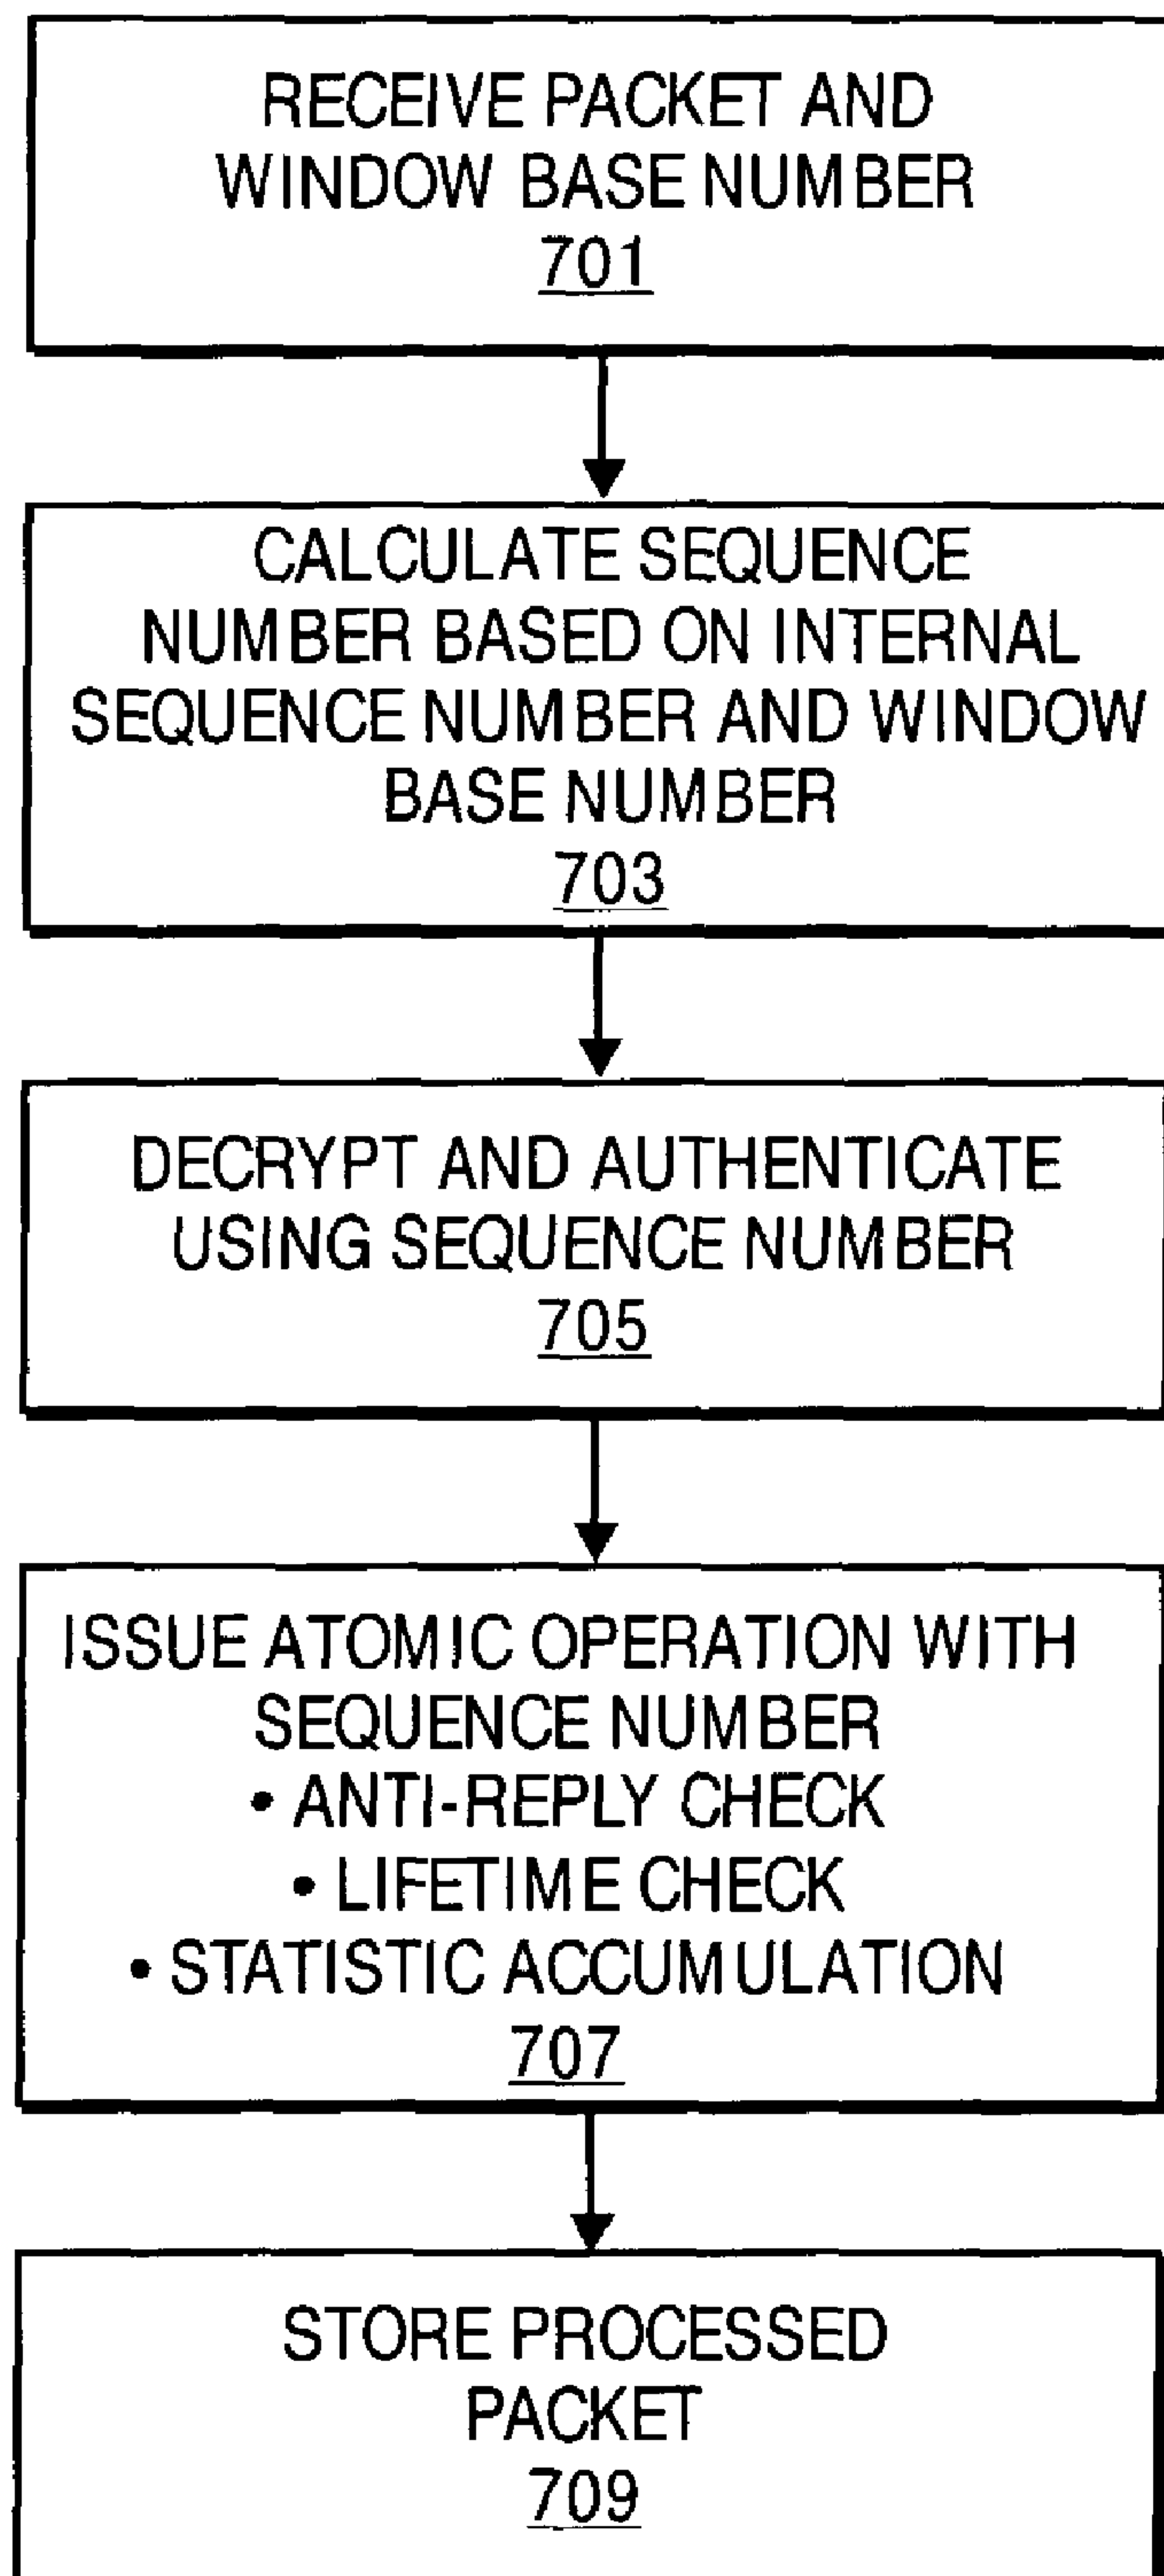 RECEIVE PACKET AND
WINDOW BASE NUMBER
701
CALCULATE SEQUENCE
NUMBER BASED ON INTERNAL
SEQUENCE NUMBER AND WINDOW
BASE NUMBER
703
DECRYPT AND AUTHENTICATE
USING SEQUENCE NUMBER
705
ISSUE ATOMIC OPERATION WITH
SEQUENCE NUMBER
• ANTI-REPLY CHECK
• LIFETIME CHECK
• STATISTIC ACCUMULATION
707
STORE PROCESSED
PACKET
709